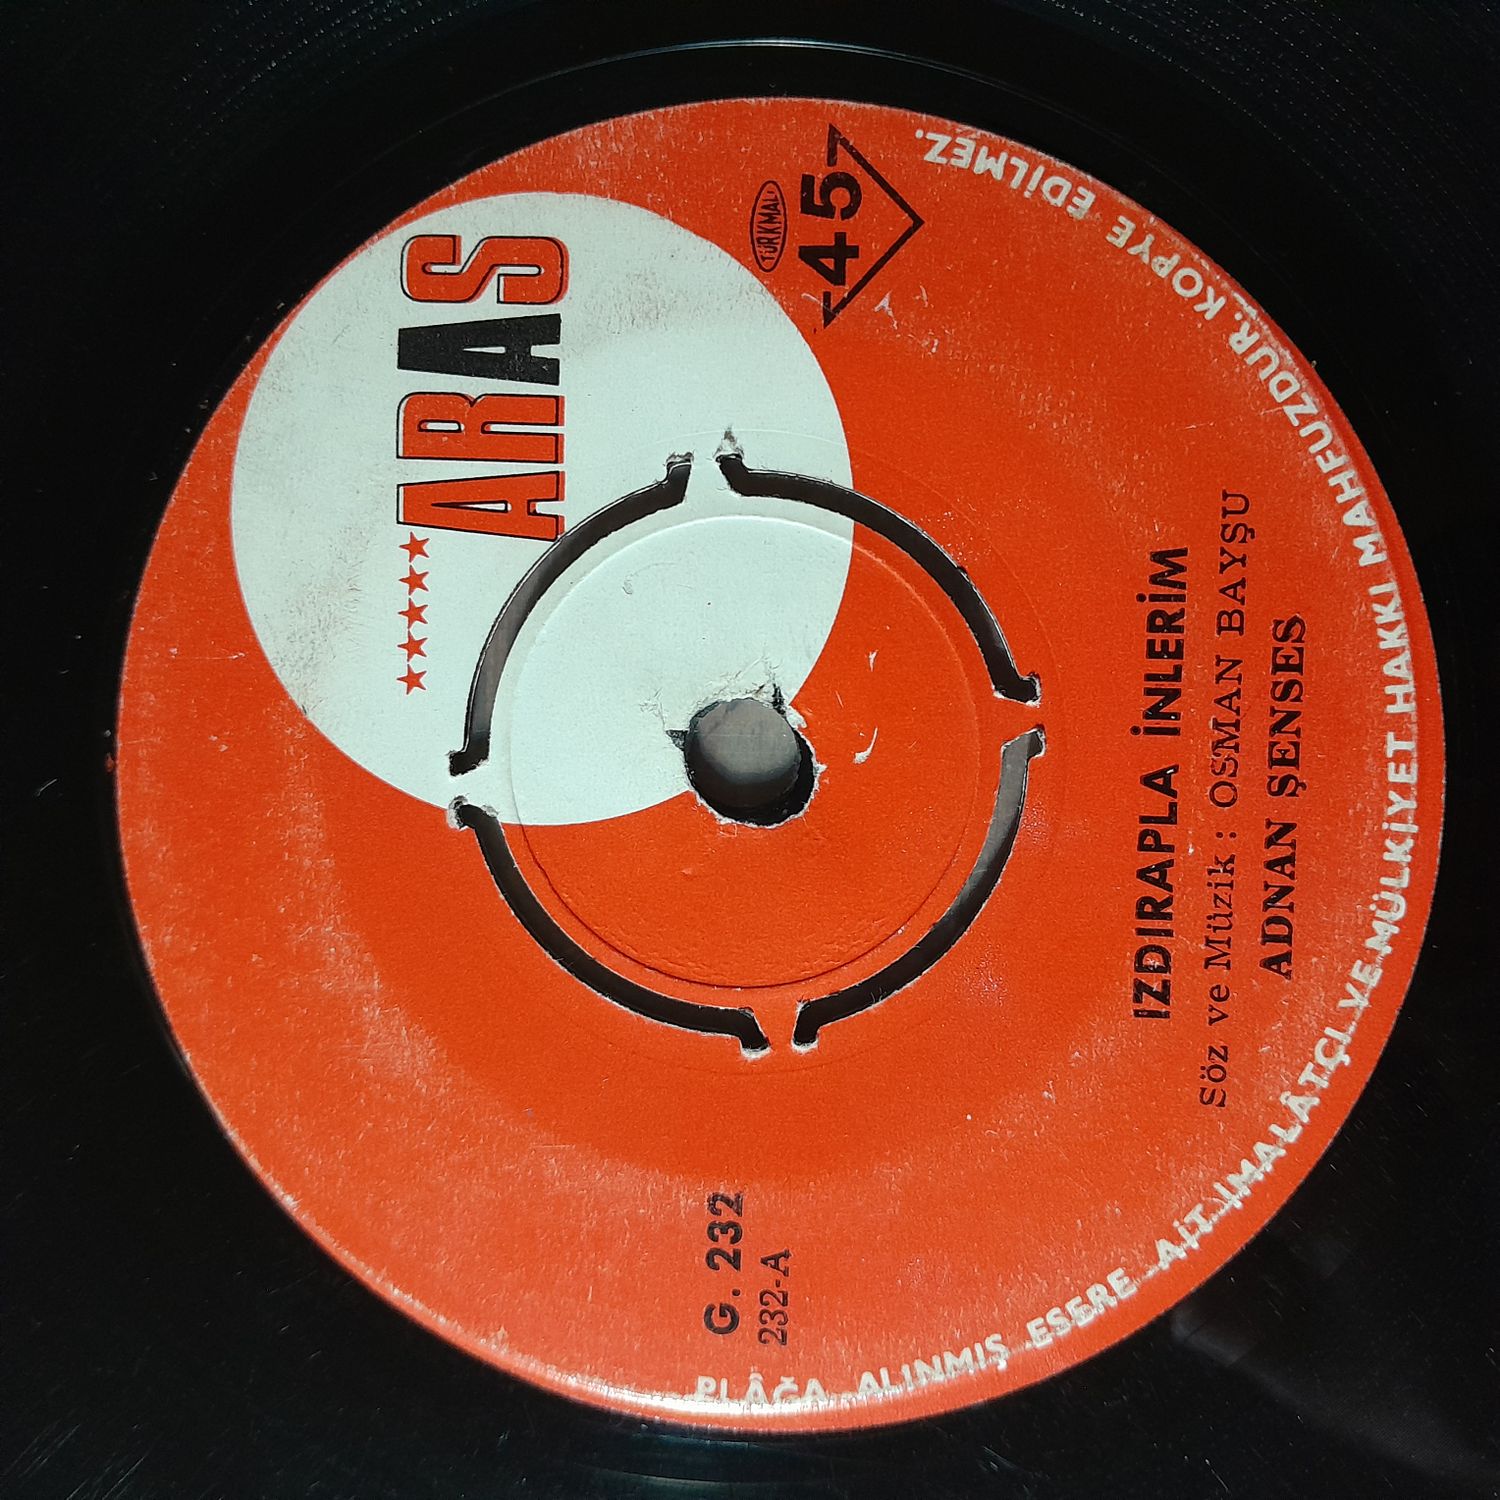 ARAS
TÜRKMALI
45
G. 232
232-A
IZDIRAPLA İNLERİM
Söz ve Müzik : OSMAN BAYŞU
ADNAN ŞENSES
PLÂĞA ALINMIŞ ESERE AİT İMALÂTÇI VE MÜLKİYET HAKKI MAHFUZDUR. KOPYE EDİLMEZ.